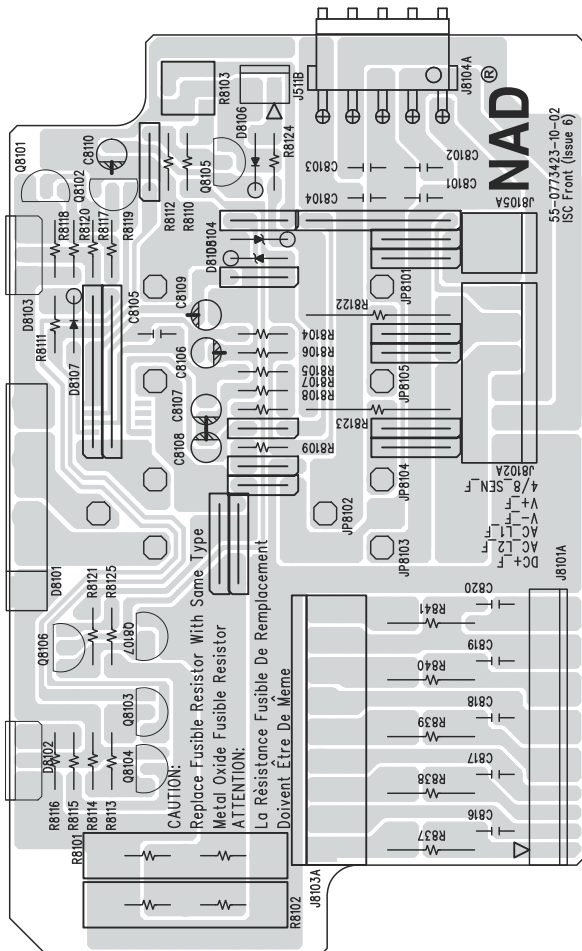 R8103
J511B
D8106
R8124
J8104A
®
NAD
55-0773423-10-02
ISC Front (Issue 6)
Q8101
C8110
Q8102
R8118
R8120
R8117
R8119
R8112
R8110
Q8105
C8103
C8102
C8104
C8101
J8105A
D8104
D8103
R8111
D8107
C8105
C8109
C8106
C8107
C8108
JP8101
R8122
R8104
R8106
R8105
R8107
R8108
JP8105
R8123
R8109
JP8104
JP8102
JP8103
J8102A
4/8_SEN_F
V+_F
V-_F
AC_L1_F
AC_L2_F
DC+_F
J8101A
D8101
R8121
R8125
Q8106
Q8107
Q8103
D8102
Q8104
R8116
R8115
R8114
R8113
R8101
R8102
CAUTION:
Replace Fusible Resistor With Same Type
Metal Oxide Fusible Resistor
ATTENTION:
La Rèsistance Fusible De Remplacement
Doivent Être De Mème
C820
R841
C819
R840
C818
R839
C817
R838
C816
R837
J8103A